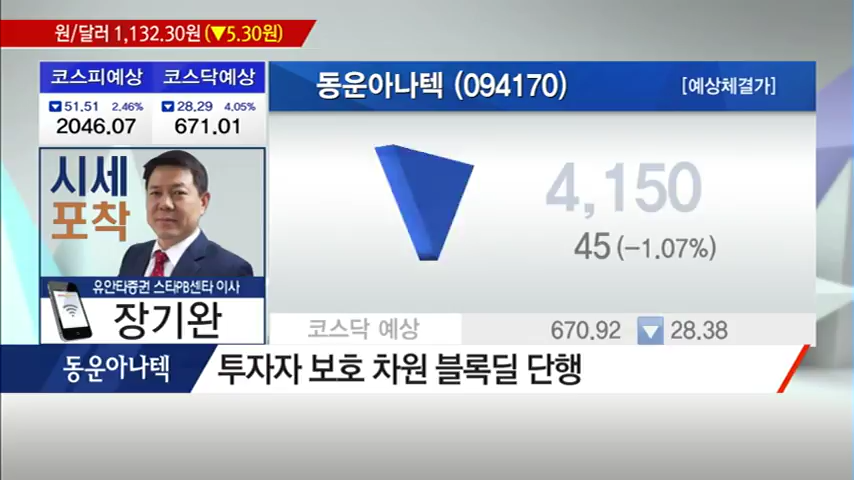 원/달러 1,132.30원 (▼5.30원)
코스피예상 코스닥예상
▼51.51 2.46% ▼28.29 4.05%
2046.07 671.01
동운아나텍 (094170) [예상체결가]
시세
포착
4,150
45 (-1.07%)
유안타증권 스타PB센타 이사
장기완
코스닥 예상 670.92 ▼ 28.38
동운아나텍 투자자 보호 차원 블록딜 단행